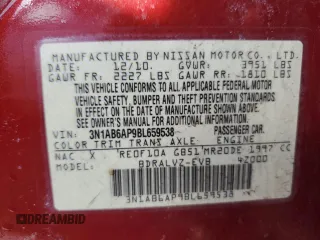 MANUFACTURED BY NISSAN MOTOR CO., LTD.
DATE: 12/10 GVWR: 3951 LBS
GAWR FR: 2227 LBS GAWR RR: 1810 LBS
THIS VEHICLE CONFORMS TO ALL APPLICABLE FEDERAL MOTOR
VEHICLE SAFETY, BUMPER AND THEFT PREVENTION STANDARDS
IN EFFECT ON THE DATE OF MANUFACTURE SHOWN ABOVE.
SEE OWNER'S MANUAL FOR ADDITIONAL INFORMATION.
VIN: 3N1AB6AP9BL659538 PASSENGER CAR.
COLOR TRIM TRANS AXLE ENGINE
NAC X RE0F10A GB51 MR20DE 1997 CC
MODEL: BDRALVZ-EVB 42000
3N1AB6AP9BL659538